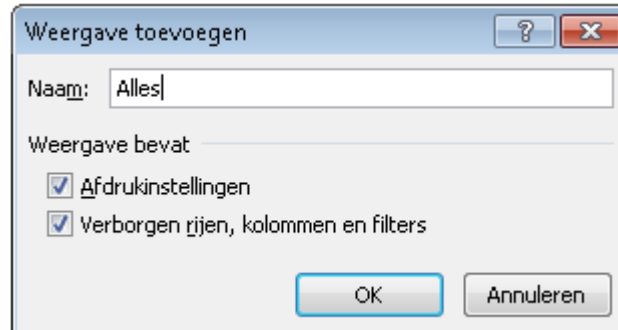 Weergave toevoegen
?
Naam: Alles
Weergave bevat
Afdrukinstellingen
Verborgen rijen, kolommen en filters
OK Annuleren